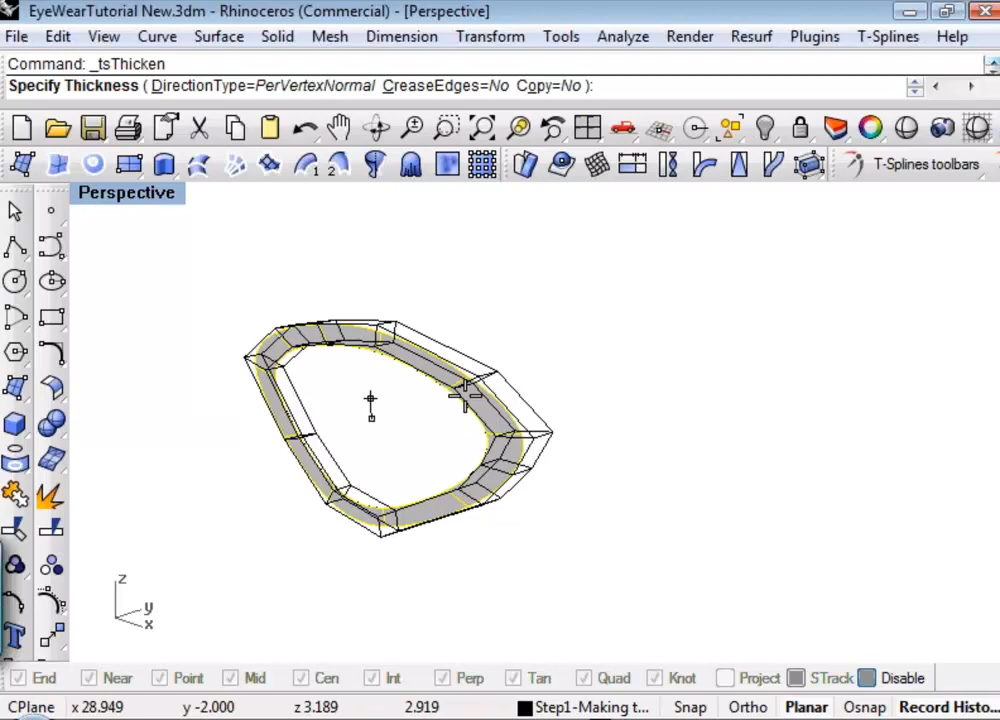 EyeWearTutorial New.3dm - Rhinoceros (Commercial) - [Perspective]
File Edit View Curve Surface Solid Mesh Dimension Transform Tools Analyze Render Resurf Plugins T-Splines Help
Command: _tsThicken
Specify Thickness ( DirectionType=PerVertexNormal CreaseEdges=No Copy=No ):
1 2 T-Splines toolbars
Perspective
z
y
x
T
End Near Point Mid Cen Int Perp Tan Quad Knot Project STrack Disable
CPlane x 28.949 y -2.000 z 3.189 2.919 Step1-Making t... Snap Ortho Planar Osnap Record Histo...